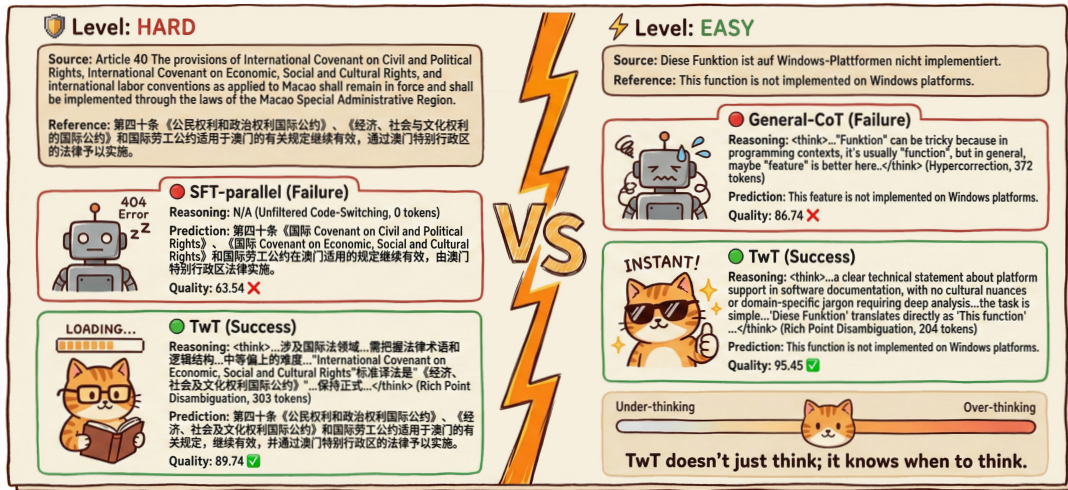 Level: HARD
Source: Article 40 The provisions of International Covenant on Civil and Political
Rights, International Covenant on Economic, Social and Cultural Rights, and
international labor conventions as applied to Macao shall remain in force and shall
be implemented through the laws of the Macao Special Administrative Region.
Reference: 第四十条 《公民权利和政治权利国际公约》、《经济、社会与文化权利
的国际公约》和国际劳工公约适用于澳门的有关规定继续有效，通过澳门特别行政区
的法律予以实施。
404
Error
zzz
SFT-parallel (Failure)
Reasoning: N/A (Unfiltered Code-Switching, 0 tokens)
Prediction: 第四十条《国际 Covenant on Civil and Political
Rights》、《国际 Covenant on Economic, Social and Cultural
Rights》和国际劳工公约在澳门适用的规定继续有效，由澳门
特别行政区法律实施。
Quality: 63.54 ❌
LOADING...
TwT (Success)
Reasoning: <think>...涉及国际法领域...需把握法律术语和
逻辑结构...中等偏上的难度..."International Covenant on
Economic, Social and Cultural Rights"标准译法是"《经济、
社会及文化权利国际公约》"...保持正式...</think> (Rich Point
Disambiguation, 303 tokens)
Prediction: 第四十条《公民权利和政治权利国际公约》、《经
济、社会及文化权利国际公约》和国际劳工公约适用于澳门的有
关规定，继续有效，并通过澳门特别行政区的法律予以实施。
Quality: 89.74 ✅
VS
Level: EASY
Source: Diese Funktion ist auf Windows-Plattformen nicht implementiert.
Reference: This function is not implemented on Windows platforms.
General-CoT (Failure)
Reasoning: <think>..."Funktion" can be tricky because in
programming contexts, it's usually "function", but in general,
maybe "feature" is better here..</think> (Hypercorrection, 372
tokens)
Prediction: This feature is not implemented on Windows platforms.
Quality: 86.74 ❌
INSTANT!
TwT (Success)
Reasoning: <think>...a clear technical statement about platform
support in software documentation, with no cultural nuances
or domain-specific jargon requiring deep analysis...the task is
simple...'Diese Funktion' translates directly as 'This function'
...</think> (Rich Point Disambiguation, 204 tokens)
Prediction: This function is not implemented on Windows platforms.
Quality: 95.45 ✅
Under-thinking
Over-thinking
TwT doesn't just think; it knows when to think.